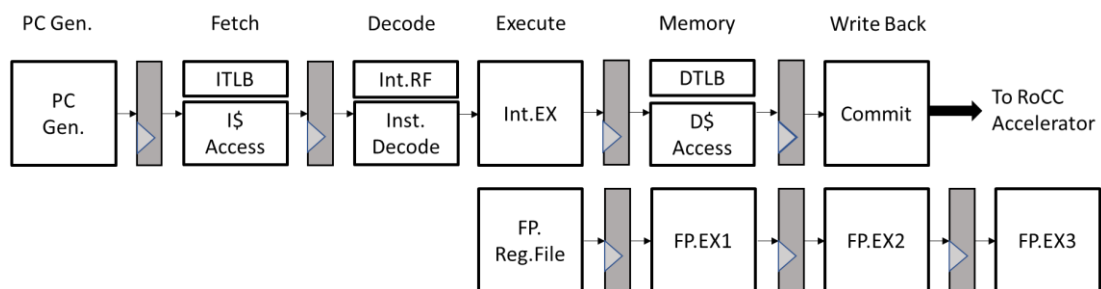 PC Gen.
Fetch
Decode
Execute
Memory
Write Back
PC
Gen.
ITLB
I$
Access
Int.RF
Inst.
Decode
Int.EX
DTLB
D$
Access
Commit
To RoCC
Accelerator
FP.
Reg.File
FP.EX1
FP.EX2
FP.EX3